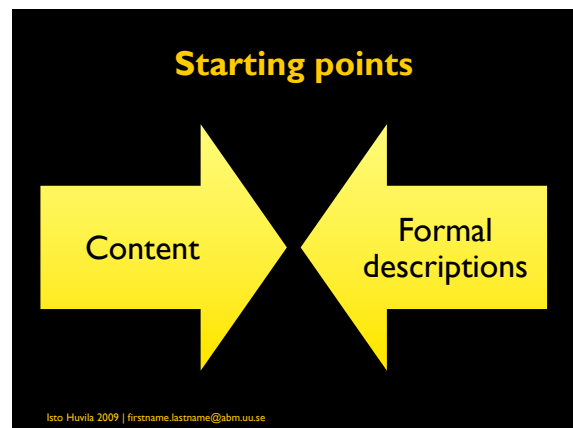 Starting points
Content
Formal
descriptions
Isto Huvila 2009 | firstname.lastname@abm.uu.se